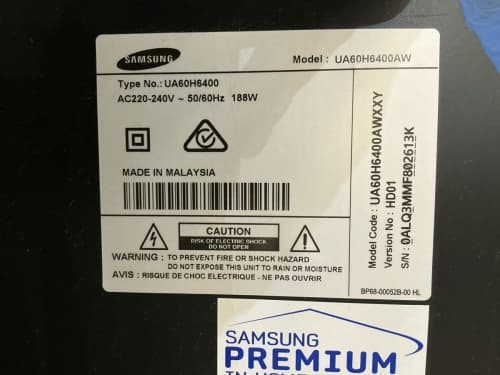 SAMSUNG
Model : UA60H6400AW
Type No.: UA60H6400
AC220-240V ~ 50/60Hz 188W
MADE IN MALAYSIA
CAUTION
RISK OF ELECTRIC SHOCK
DO NOT OPEN
WARNING : TO PREVENT FIRE OR SHOCK HAZARD
DO NOT EXPOSE THIS UNIT TO RAIN OR MOISTURE
AVIS : RISQUE DE CHOC ELECTRIQUE - NE PAS OUVRIR
Model Code : UA60H6400AWXXY
Version No : HD01
S/N : 0ALQ3MMF802613K
BP68-00052B-00 HL
SAMSUNG
PREMIUM
IN HOME